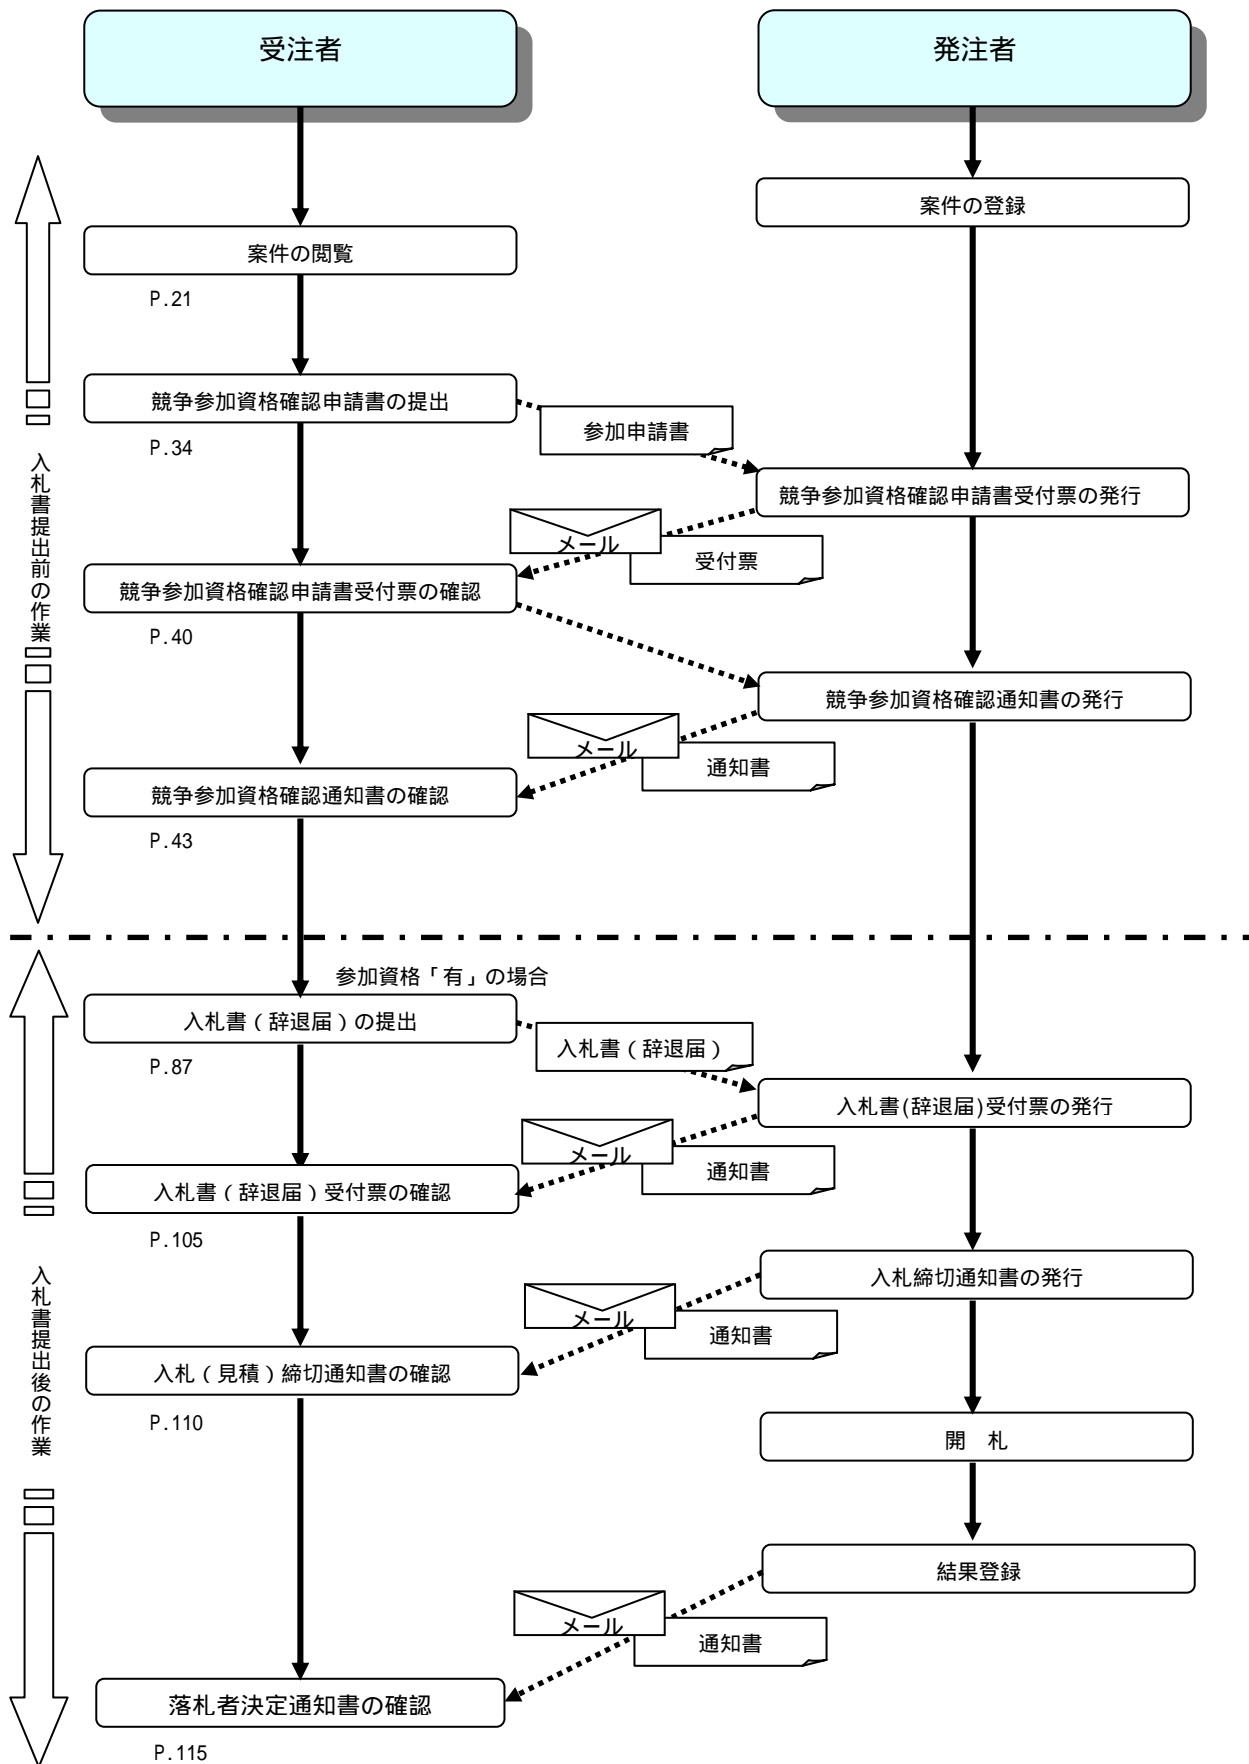 受注者
発注者
案件の登録
案件の閲覧
P.21
競争参加資格確認申請書の提出
参加申請書
P.34
競争参加資格確認申請書受付票の発行
メール
受付票
競争参加資格確認申請書受付票の確認
P.40
入札書提出前の作業
競争参加資格確認通知書の発行
メール
通知書
競争参加資格確認通知書の確認
P.43
参加資格「有」の場合
入札書（辞退届）の提出
入札書（辞退届）
P.87
入札書(辞退届)受付票の発行
メール
通知書
入札書（辞退届）受付票の確認
P.105
入札締切通知書の発行
メール
通知書
入札（見積）締切通知書の確認
P.110
入札書提出後の作業
開　札
結果登録
メール
通知書
落札者決定通知書の確認
P.115